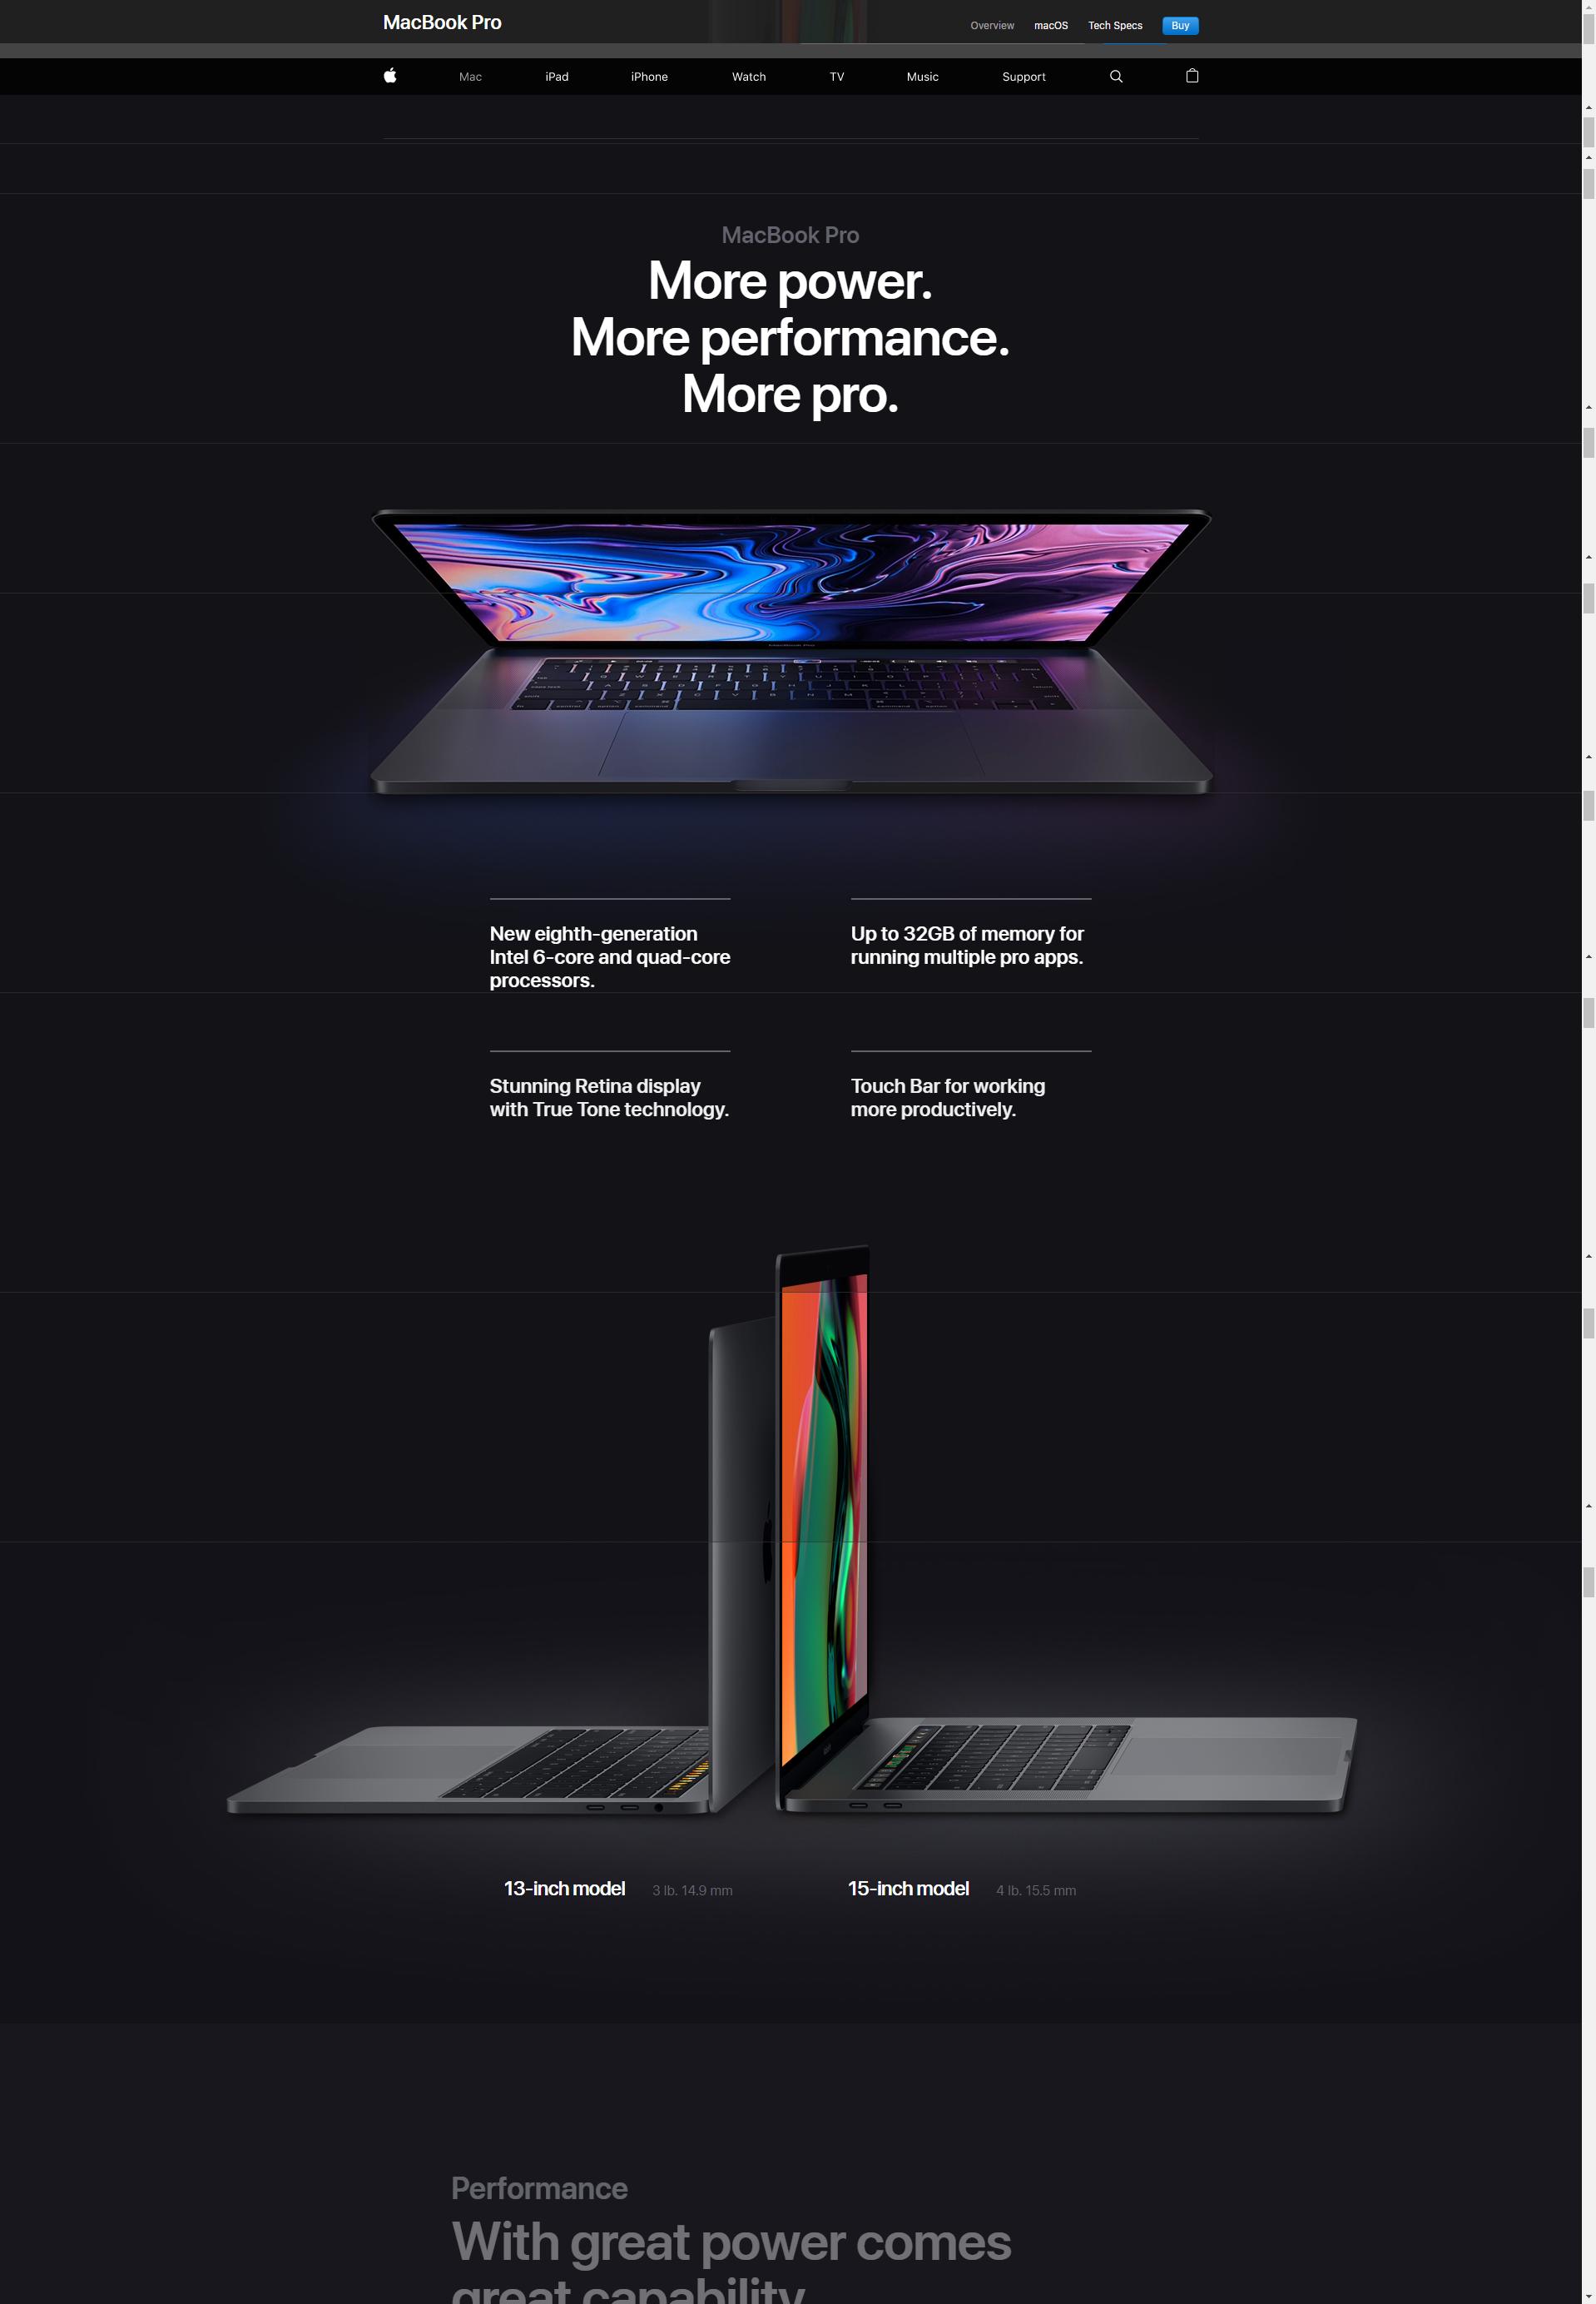 MacBook Pro
Overview macOS Tech Specs Buy
Mac iPad iPhone Watch TV Music Support
MacBook Pro
More power.
More performance.
More pro.
New eighth-generation
Intel 6-core and quad-core
processors.
Up to 32GB of memory for
running multiple pro apps.
Stunning Retina display
with True Tone technology.
Touch Bar for working
more productively.
13-inch model 3 lb. 14.9 mm
15-inch model 4 lb. 15.5 mm
Performance
With great power comes
great capability